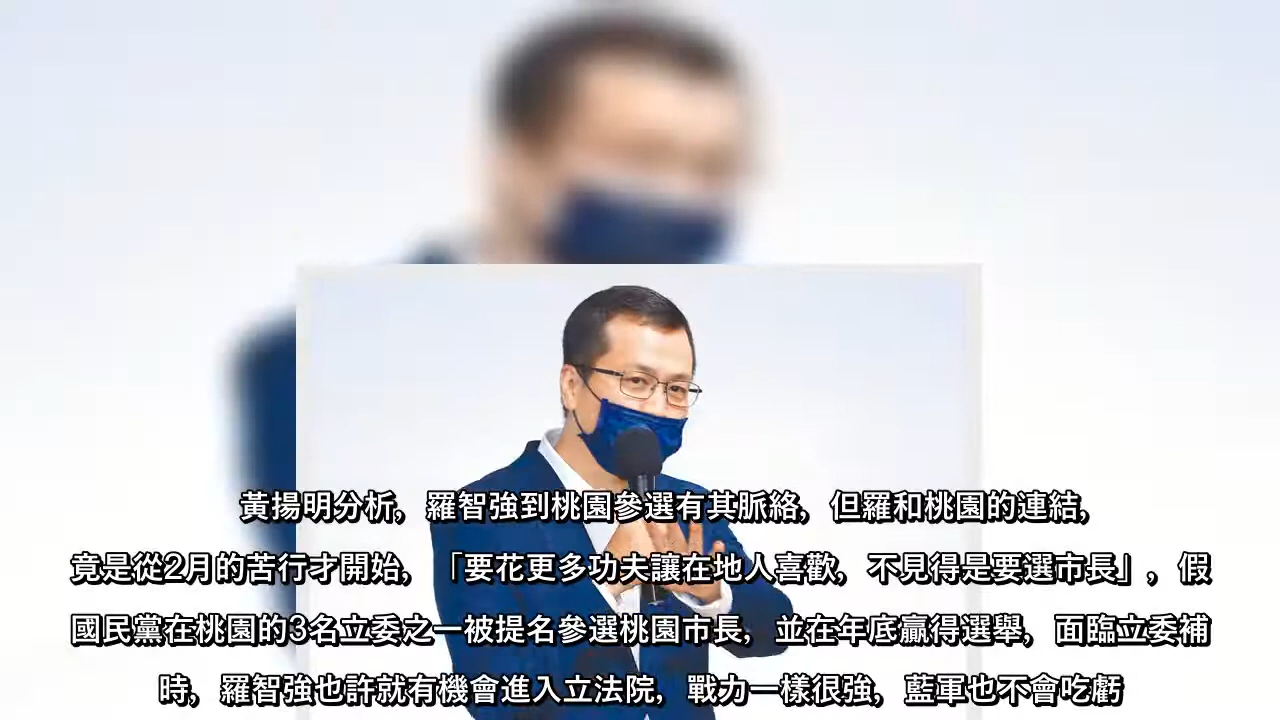 黃揚明分析，羅智強到桃園參選有其脈絡，但羅和桃園的連結，
竟是從2月的苦行才開始，「要花更多功夫讓在地人喜歡，不見得是要選市長」，假
國民黨在桃園的3名立委之一被提名參選桃園市長，並在年底贏得選舉，面臨立委補
時，羅智強也許就有機會進入立法院，戰力一樣很強，藍軍也不會吃虧